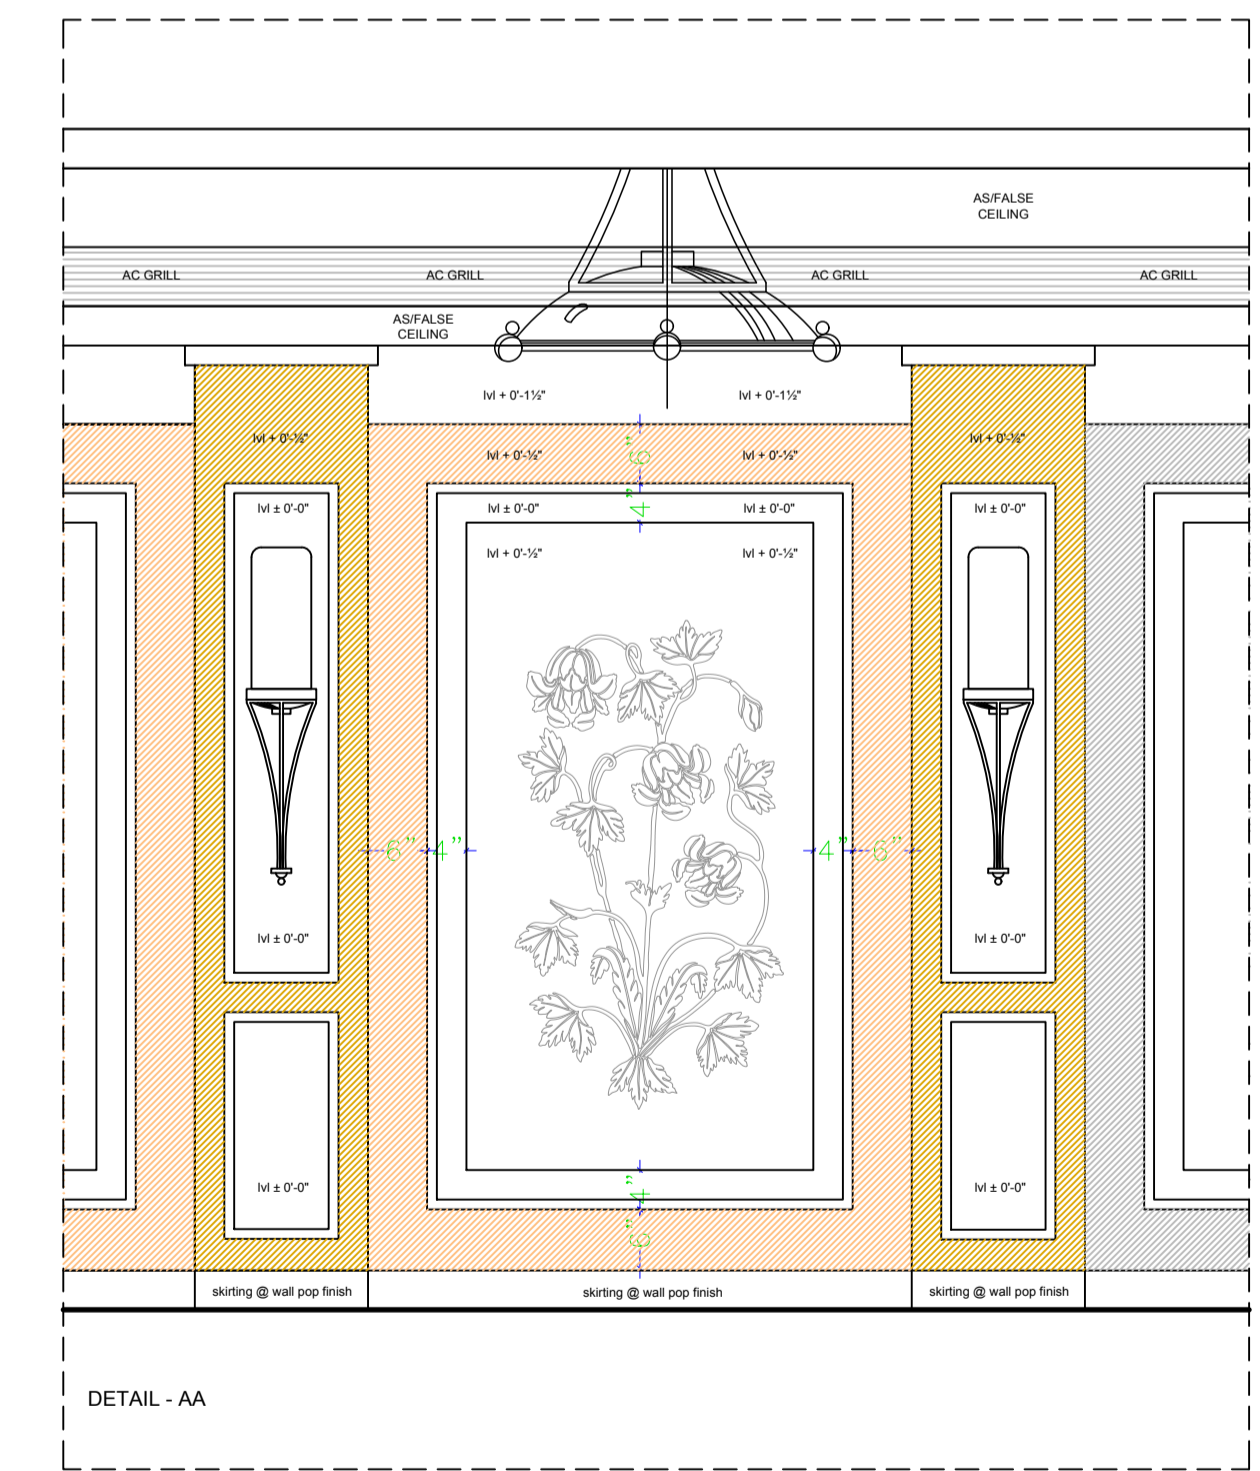 AS/FALSE
CEILING
AC GRILL
AC GRILL
AC GRILL
AC GRILL
AS/FALSE
CEILING
lvl + 0'-1½"
lvl + 0'-1½"
lvl + 0'-½"
lvl + 0'-½"
lvl + 0'-½"
6"
lvl + 0'-½"
lvl ± 0'-0"
lvl ± 0'-0"
4"
lvl ± 0'-0"
lvl ± 0'-0"
lvl + 0'-½"
lvl + 0'-½"
6"
4"
4"
6"
lvl ± 0'-0"
lvl ± 0'-0"
lvl ± 0'-0"
4"
lvl ± 0'-0"
6"
skirting @ wall pop finish
skirting @ wall pop finish
skirting @ wall pop finish
DETAIL - AA